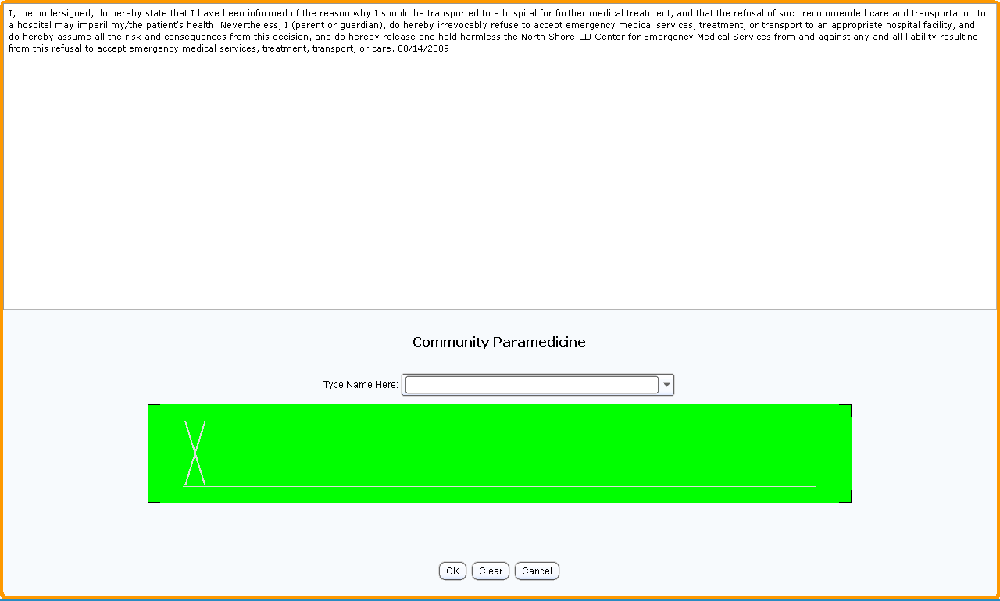 I, the undersigned, do hereby state that I have been informed of the reason why I should be transported to a hospital for further medical treatment, and that the refusal of such recommended care and transportation to
a hospital may imperil my/the patient's health. Nevertheless, I (parent or guardian), do hereby irrevocably refuse to accept emergency medical services, treatment, or transport to an appropriate hospital facility, and
do hereby assume all the risk and consequences from this decision, and do hereby release and hold harmless the North Shore-LIJ Center for Emergency Medical Services from and against any and all liability resulting
from this refusal to accept emergency medical services, treatment, transport, or care. 08/14/2009
Community Paramedicine
Type Name Here:
X
OK Clear Cancel